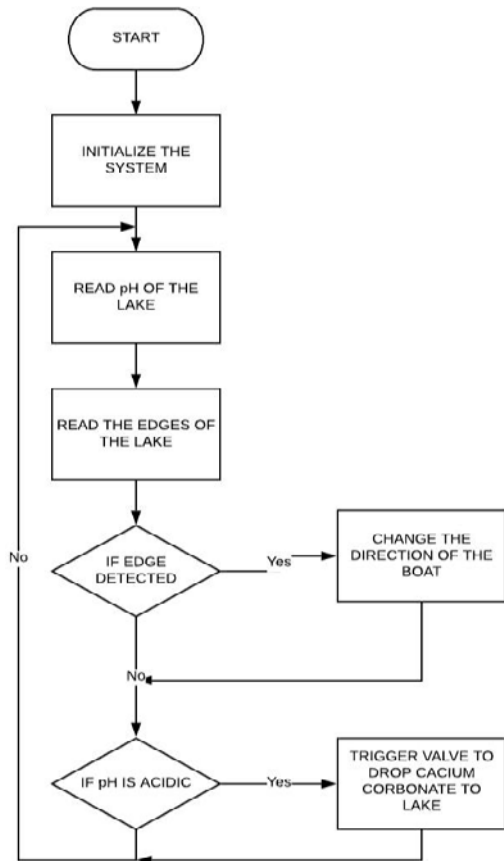 START
INITIALIZE THE
SYSTEM
READ pH OF THE
LAKE
READ THE EDGES OF
THE LAKE
IF EDGE
DETECTED
Yes
CHANGE THE
DIRECTION OF THE
BOAT
No
No
IF pH IS ACIDIC
Yes
TRIGGER VALVE TO
DROP CACIUM
CORBONATE TO
LAKE